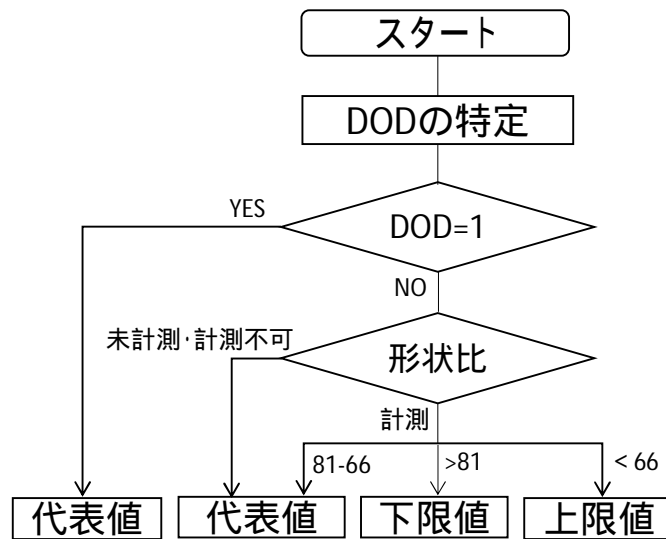 スタート
DODの特定
YES
DOD=1
NO
未計測･計測不可
形状比
計測
81-66
>81
< 66
代表値
代表値
下限値
上限値